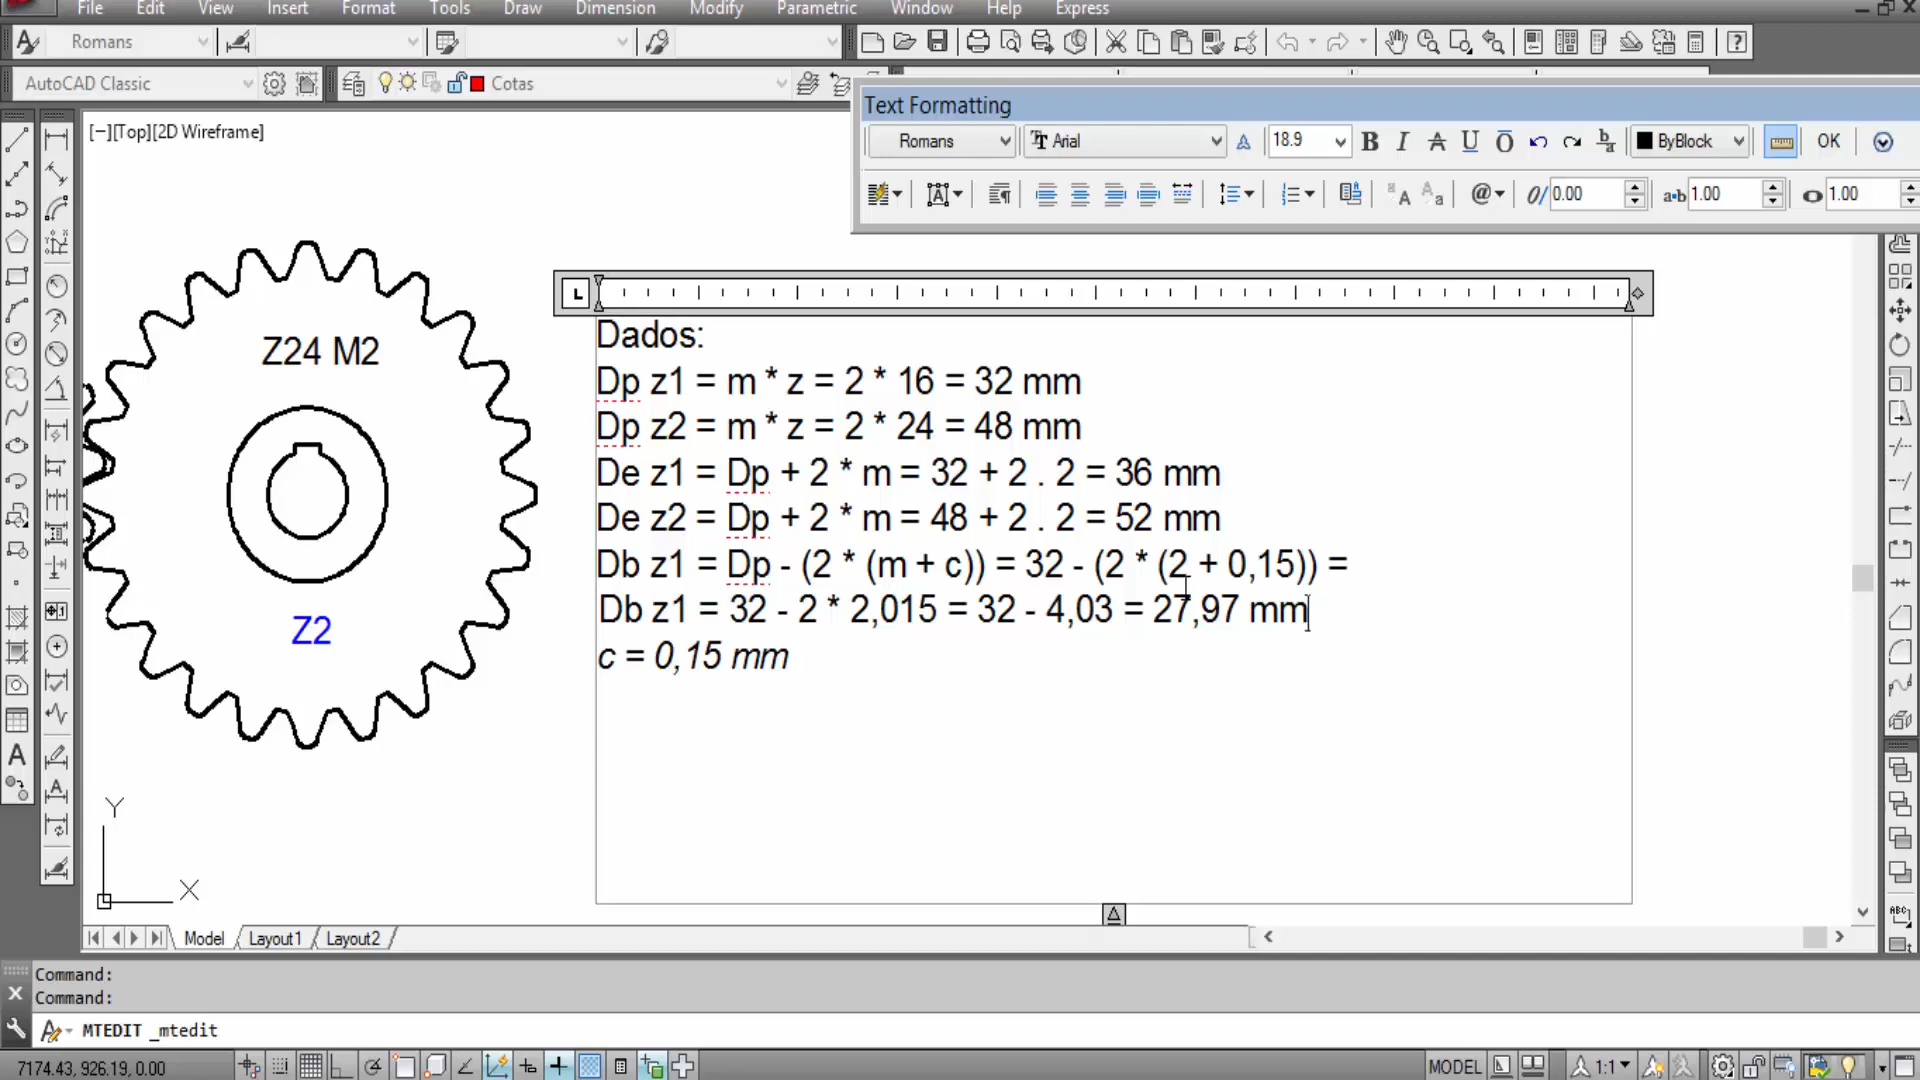 File Edit View Insert Format Tools Draw Dimension Modify Parametric Window Help Express
Romans
AutoCAD Classic
Cotas
Text Formatting
[−][Top][2D Wireframe]
Romans Arial 18.9 B I A U O ByBlock OK
@ 0/ 0.00 a•b 1.00 1.00
L
Dados:
Z24 M2
Dp z1 = m * z = 2 * 16 = 32 mm
Dp z2 = m * z = 2 * 24 = 48 mm
De z1 = Dp + 2 * m = 32 + 2 . 2 = 36 mm
De z2 = Dp + 2 * m = 48 + 2 . 2 = 52 mm
Db z1 = Dp - (2 * (m + c)) = 32 - (2 * (2 + 0,15)) =
Db z1 = 32 - 2 * 2,015 = 32 - 4,03 = 27,97 mm
Z2
c = 0,15 mm
Y
X
Model Layout1 Layout2
Command:
Command:
MTEDIT _mtedit
7174.43, 926.19, 0.00
MODEL 1:1